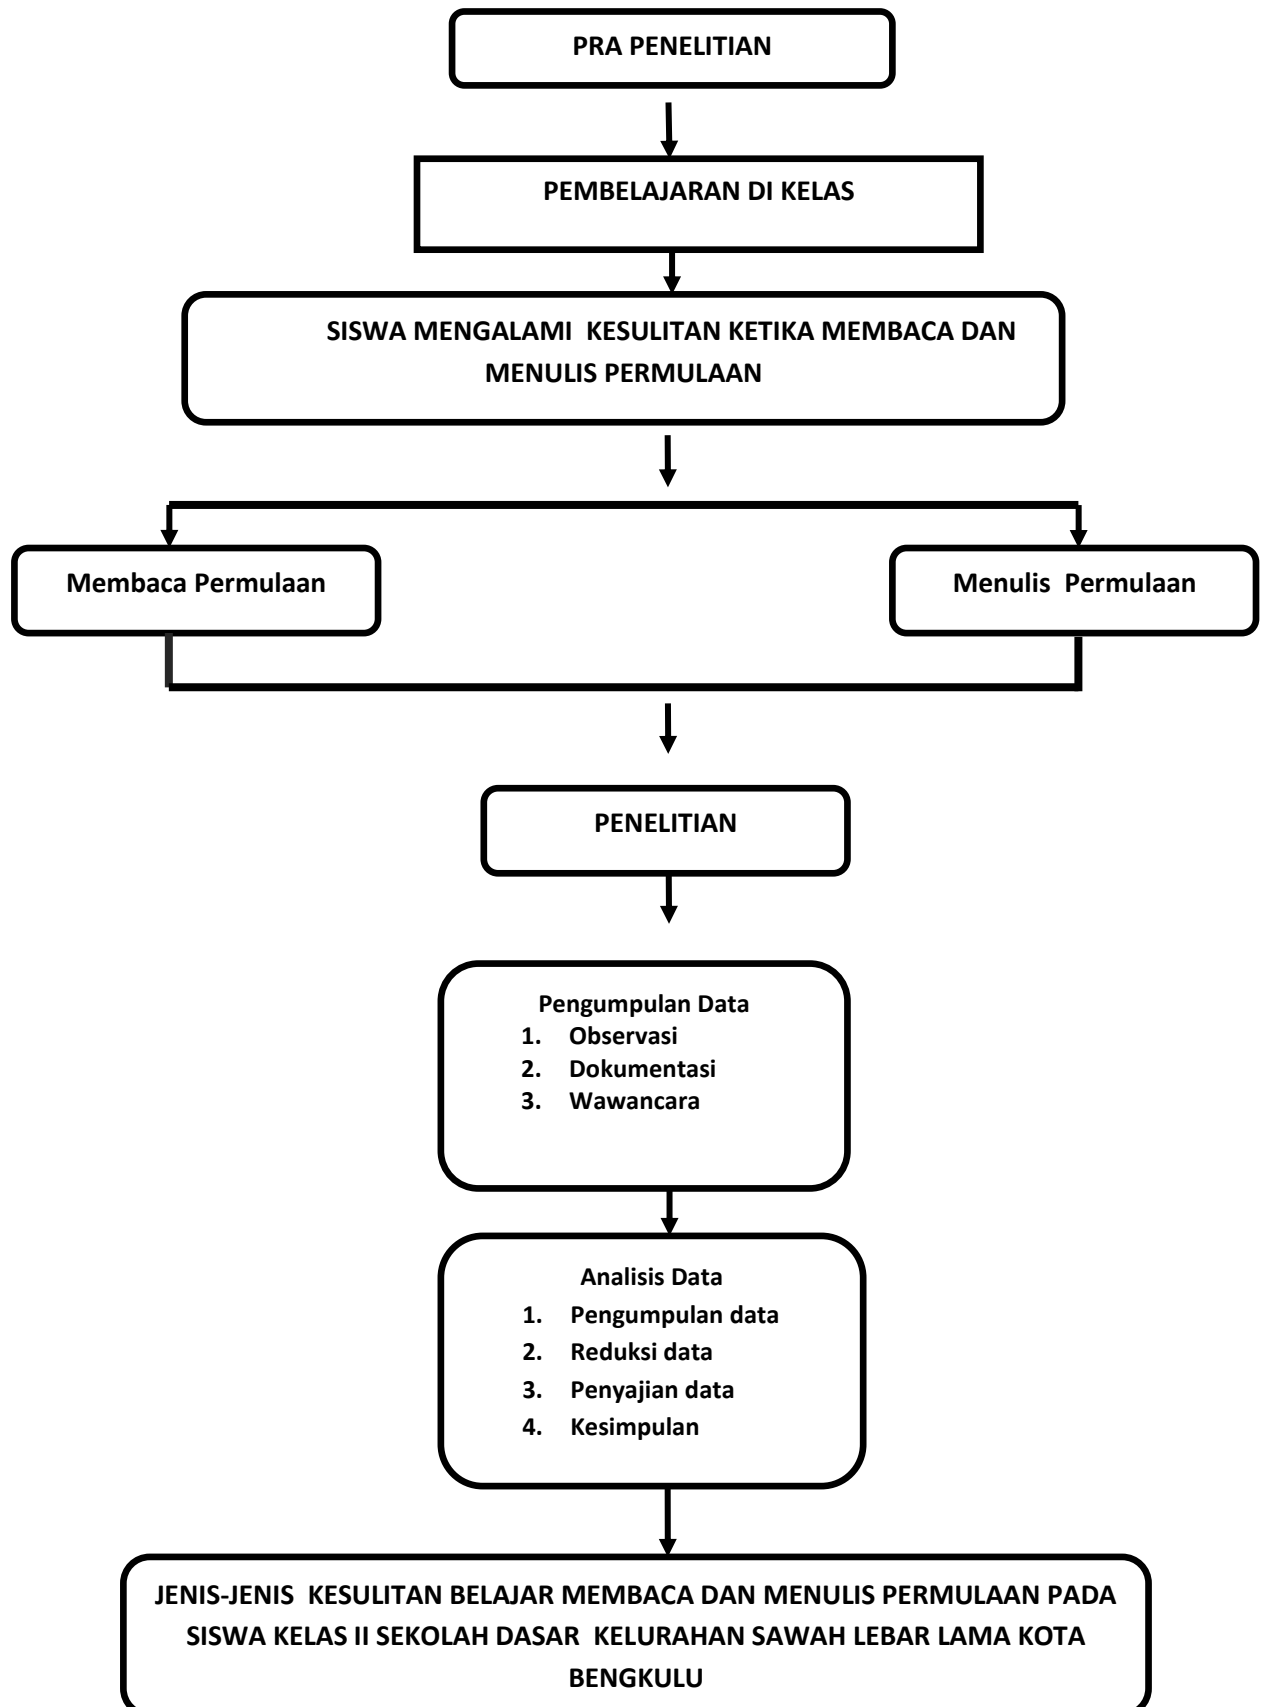 PRA PENELITIAN
PEMBELAJARAN DI KELAS
SISWA MENGALAMI  KESULITAN KETIKA MEMBACA DAN
MENULIS PERMULAAN
Membaca Permulaan
Menulis  Permulaan
PENELITIAN
Pengumpulan Data
1. Observasi
2. Dokumentasi
3. Wawancara
Analisis Data
1. Pengumpulan data
2. Reduksi data
3. Penyajian data
4. Kesimpulan
JENIS-JENIS  KESULITAN BELAJAR MEMBACA DAN MENULIS PERMULAAN PADA
SISWA KELAS II SEKOLAH DASAR  KELURAHAN SAWAH LEBAR LAMA KOTA
BENGKULU